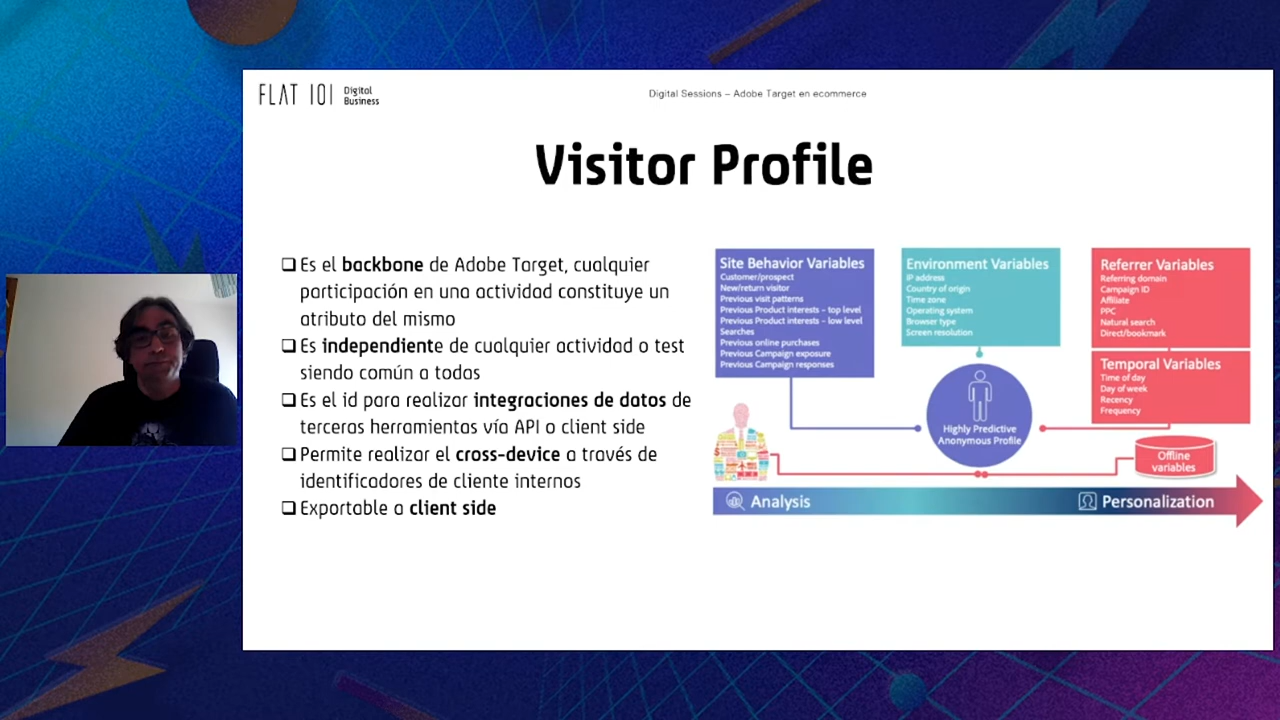 FLAT 101
Digital
Business
Digital Sessions – Adobe Target en ecommerce
Visitor Profile
Es el backbone de Adobe Target, cualquier
participación en una actividad constituye un
atributo del mismo
Es independiente de cualquier actividad o test
siendo común a todas
Es el id para realizar integraciones de datos de
terceras herramientas vía API o client side
Permite realizar el cross-device a través de
identificadores de cliente internos
Exportable a client side
Site Behavior Variables
Customer/prospect
New/return visitor
Previous visit patterns
Previous Product interests – top level
Previous Product interests – low level
Searches
Previous online purchases
Previous Campaign exposure
Previous Campaign responses
Environment Variables
IP address
Country of origin
Time zone
Operating system
Browser type
Screen resolution
Referrer Variables
Referring domain
Campaign ID
Affiliate
PPC
Natural search
Direct/bookmark
Temporal Variables
Time of day
Day of week
Recency
Frequency
Highly Predictive
Anonymous Profile
Offline
variables
Analysis
Personalization